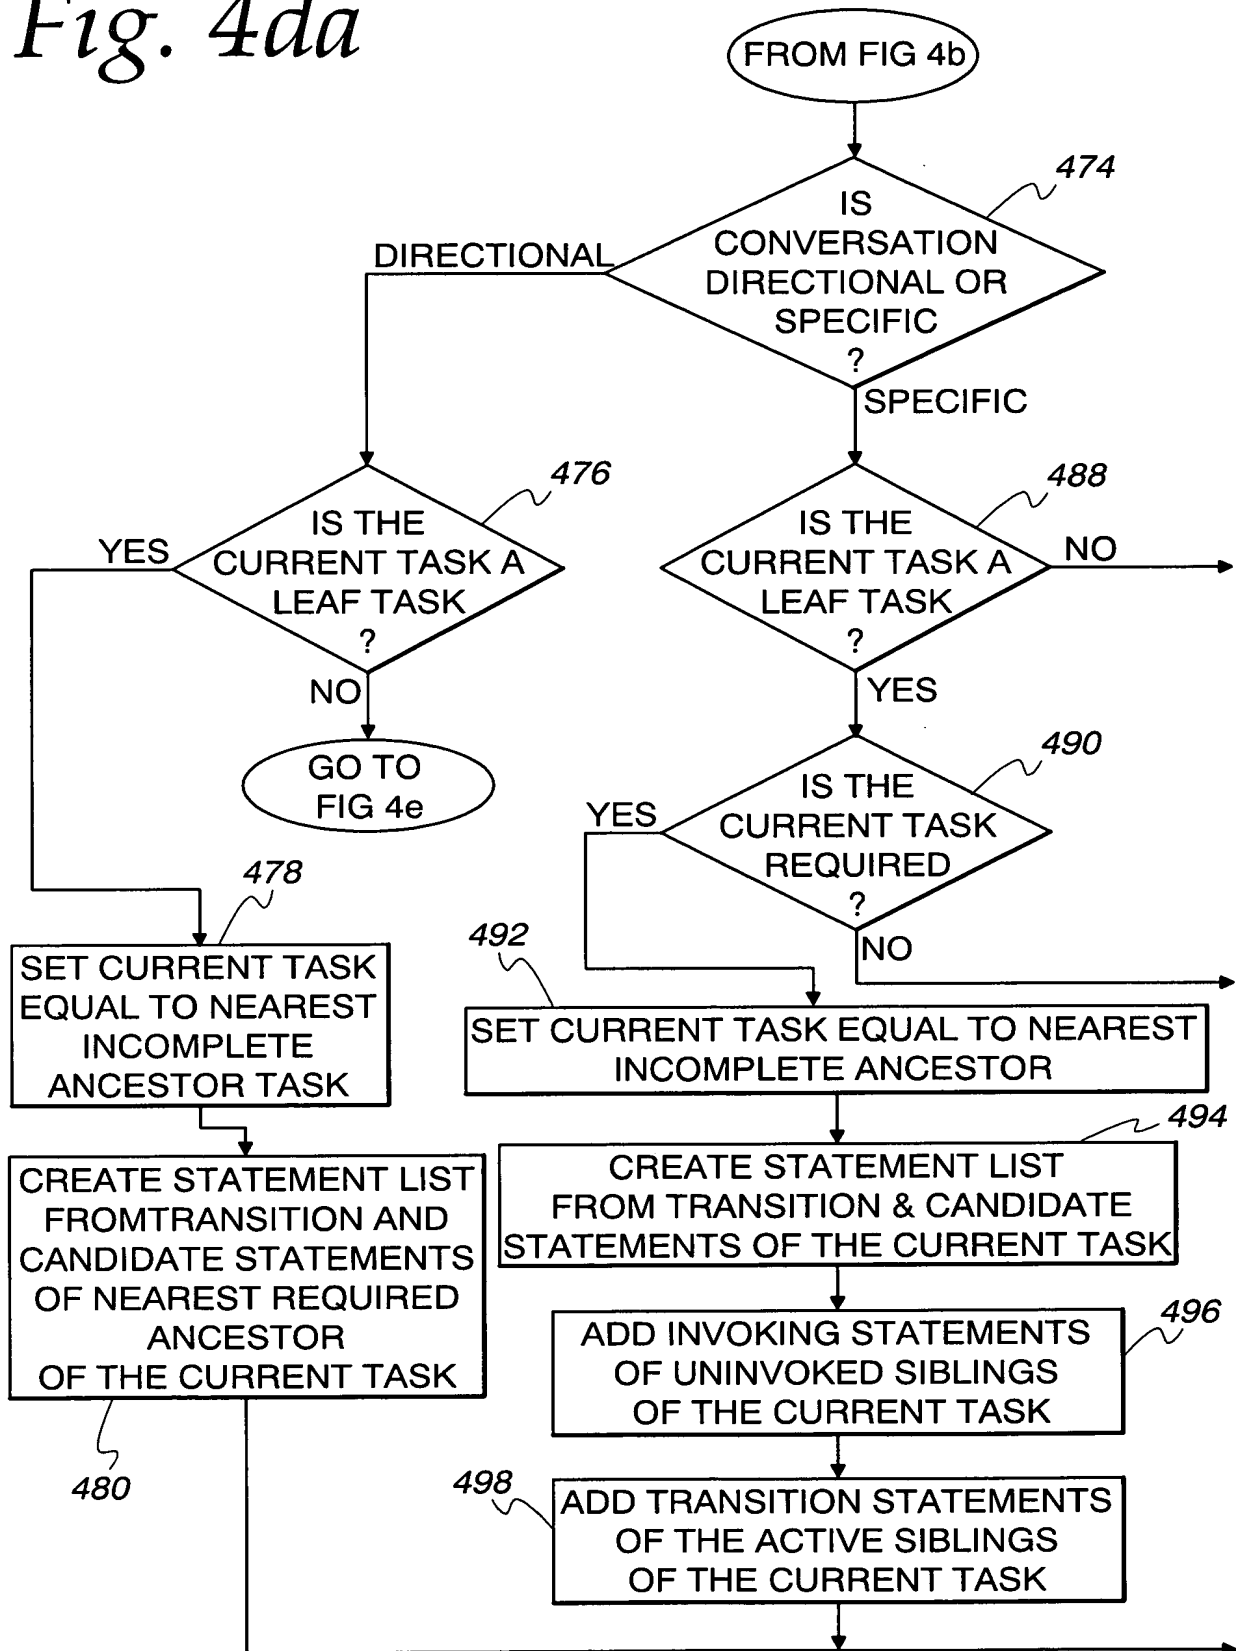 Fig. 4da
FROM FIG 4b
474
IS
CONVERSATION
DIRECTIONAL OR
SPECIFIC
?
DIRECTIONAL
SPECIFIC
476
IS THE
CURRENT TASK A
LEAF TASK
?
YES
NO
GO TO
FIG 4e
488
IS THE
CURRENT TASK A
LEAF TASK
?
NO
YES
490
IS THE
CURRENT TASK
REQUIRED
?
YES
NO
478
SET CURRENT TASK
EQUAL TO NEAREST
INCOMPLETE
ANCESTOR TASK
492
SET CURRENT TASK EQUAL TO NEAREST
INCOMPLETE ANCESTOR
CREATE STATEMENT LIST
FROMTRANSITION AND
CANDIDATE STATEMENTS
OF NEAREST REQUIRED
ANCESTOR
OF THE CURRENT TASK
480
494
CREATE STATEMENT LIST
FROM TRANSITION & CANDIDATE
STATEMENTS OF THE CURRENT TASK
496
ADD INVOKING STATEMENTS
OF UNINVOKED SIBLINGS
OF THE CURRENT TASK
498
ADD TRANSITION STATEMENTS
OF THE ACTIVE SIBLINGS
OF THE CURRENT TASK